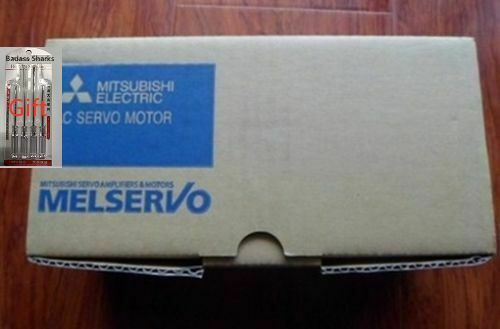 Badass Sharks
Gift
MITSUBISHI
ELECTRIC
C SERVO MOTOR
MITSUBISHI SERVO AMPLIFIERS & MOTORS
MELSERVO